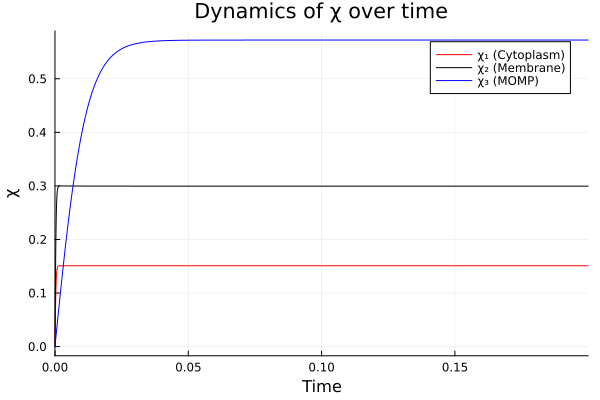 Dynamics of χ over time
χ₁ (Cytoplasm)
χ₂ (Membrane)
χ₃ (MOMP)
0.5
0.4
0.3
0.2
0.1
0.0
χ
0.00 0.05 0.10 0.15
Time